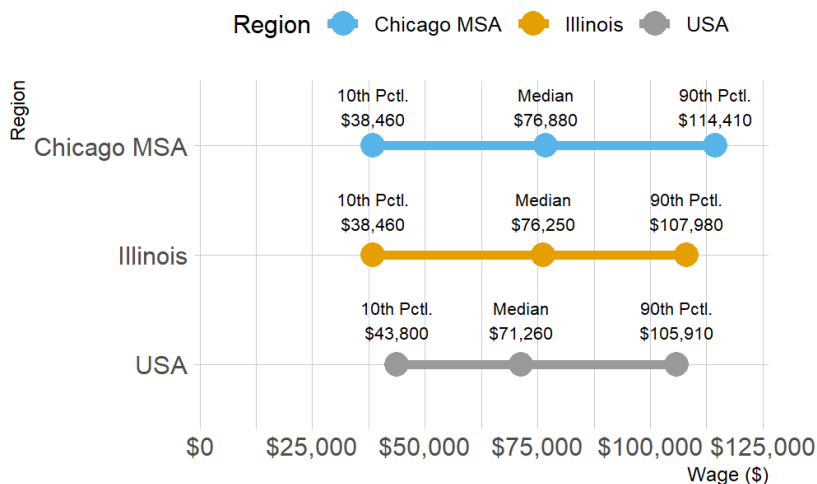 Region Chicago MSA Illinois USA
Region
10th Pctl. Median 90th Pctl.
$38,460 $76,880 $114,410
Chicago MSA
10th Pctl. Median 90th Pctl.
$38,460 $76,250 $107,980
Illinois
10th Pctl. Median 90th Pctl.
$43,800 $71,260 $105,910
USA
$0 $25,000 $50,000 $75,000 $100,000 $125,000
Wage ($)